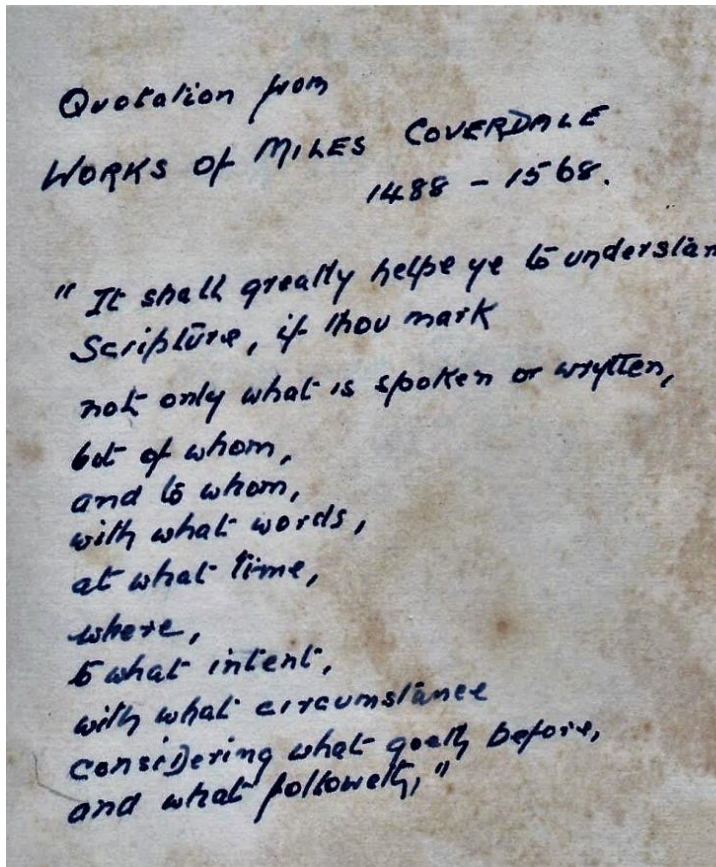 Quotation from
WORKS OF MILES COVERDALE
1488 - 1568.
"It shall greatly helpe ye to understan
Scripture, if thou mark
not only what is spoken or wrytten,
but of whom,
and to whom,
with what words,
at what time,
where,
to what intent,
with what circumstance
considering what goeth before,
and what followeth,"